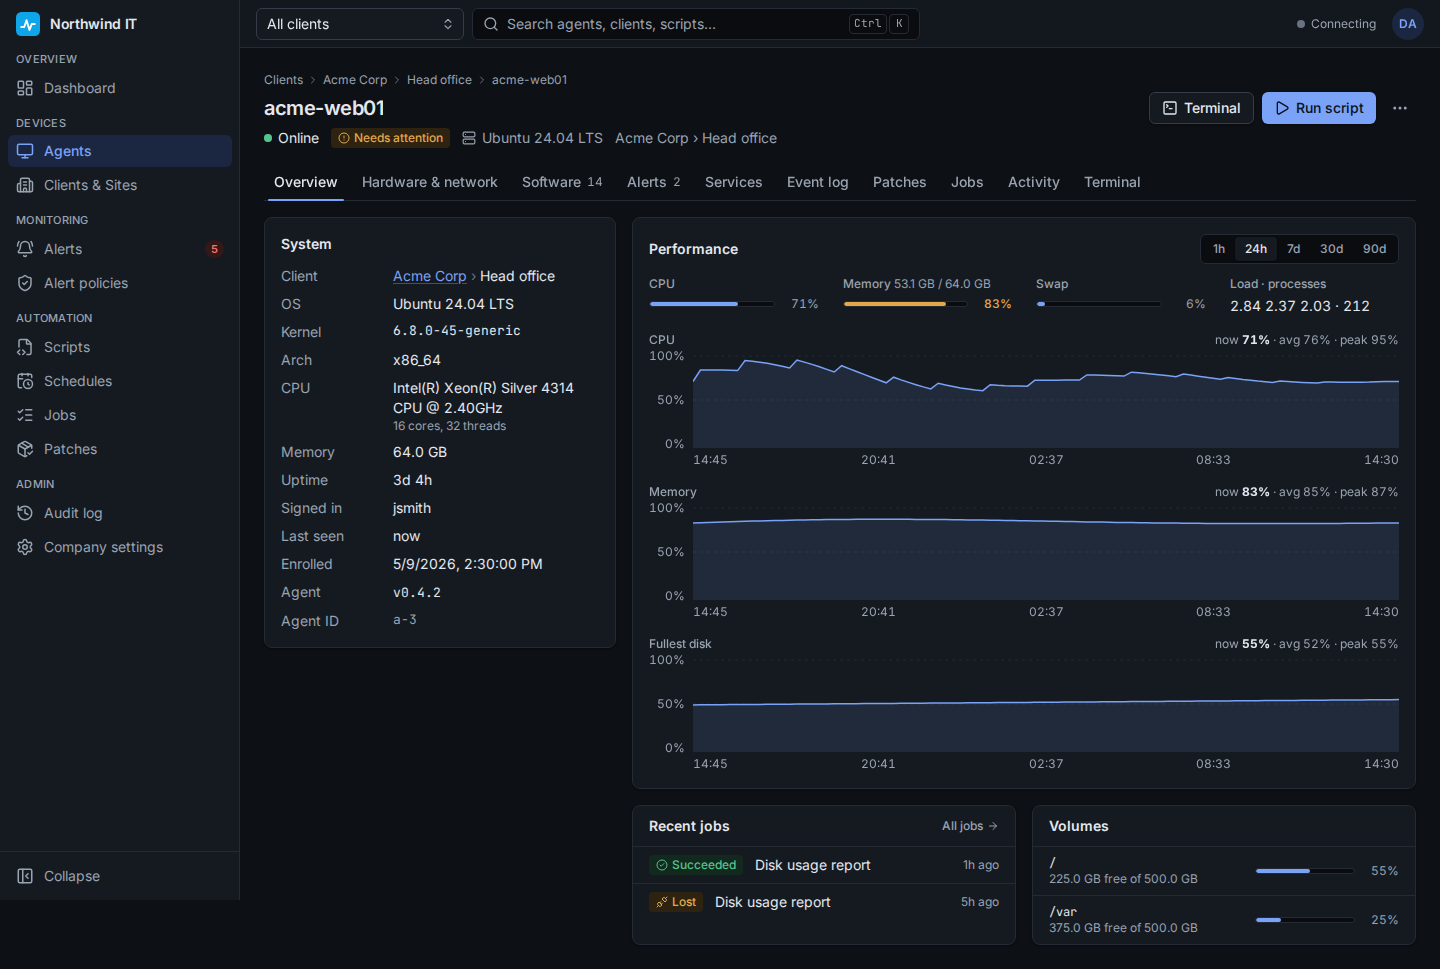 Northwind IT
All clients
Search agents, clients, scripts...
Ctrl K
Connecting
DA
OVERVIEW
Dashboard
DEVICES
Agents
Clients & Sites
MONITORING
Alerts 5
Alert policies
AUTOMATION
Scripts
Schedules
Jobs
Patches
ADMIN
Audit log
Company settings
Collapse
Clients › Acme Corp › Head office › acme-web01
acme-web01
Terminal
Run script
Online
Needs attention
Ubuntu 24.04 LTS
Acme Corp › Head office
Overview
Hardware & network
Software 14
Alerts 2
Services
Event log
Patches
Jobs
Activity
Terminal
System
Client Acme Corp › Head office
OS Ubuntu 24.04 LTS
Kernel 6.8.0-45-generic
Arch x86_64
CPU Intel(R) Xeon(R) Silver 4314
CPU @ 2.40GHz
16 cores, 32 threads
Memory 64.0 GB
Uptime 3d 4h
Signed in jsmith
Last seen now
Enrolled 5/9/2026, 2:30:00 PM
Agent v0.4.2
Agent ID a-3
Performance
1h 24h 7d 30d 90d
CPU
71%
Memory 53.1 GB / 64.0 GB
83%
Swap
6%
Load · processes
2.84 2.37 2.03 · 212
CPU
now 71% · avg 76% · peak 95%
100%
50%
0%
14:45 20:41 02:37 08:33 14:30
Memory
now 83% · avg 85% · peak 87%
100%
50%
0%
14:45 20:41 02:37 08:33 14:30
Fullest disk
now 55% · avg 52% · peak 55%
100%
50%
0%
14:45 20:41 02:37 08:33 14:30
Recent jobs
All jobs →
Succeeded Disk usage report 1h ago
Lost Disk usage report 5h ago
Volumes
/
225.0 GB free of 500.0 GB
55%
/var
375.0 GB free of 500.0 GB
25%